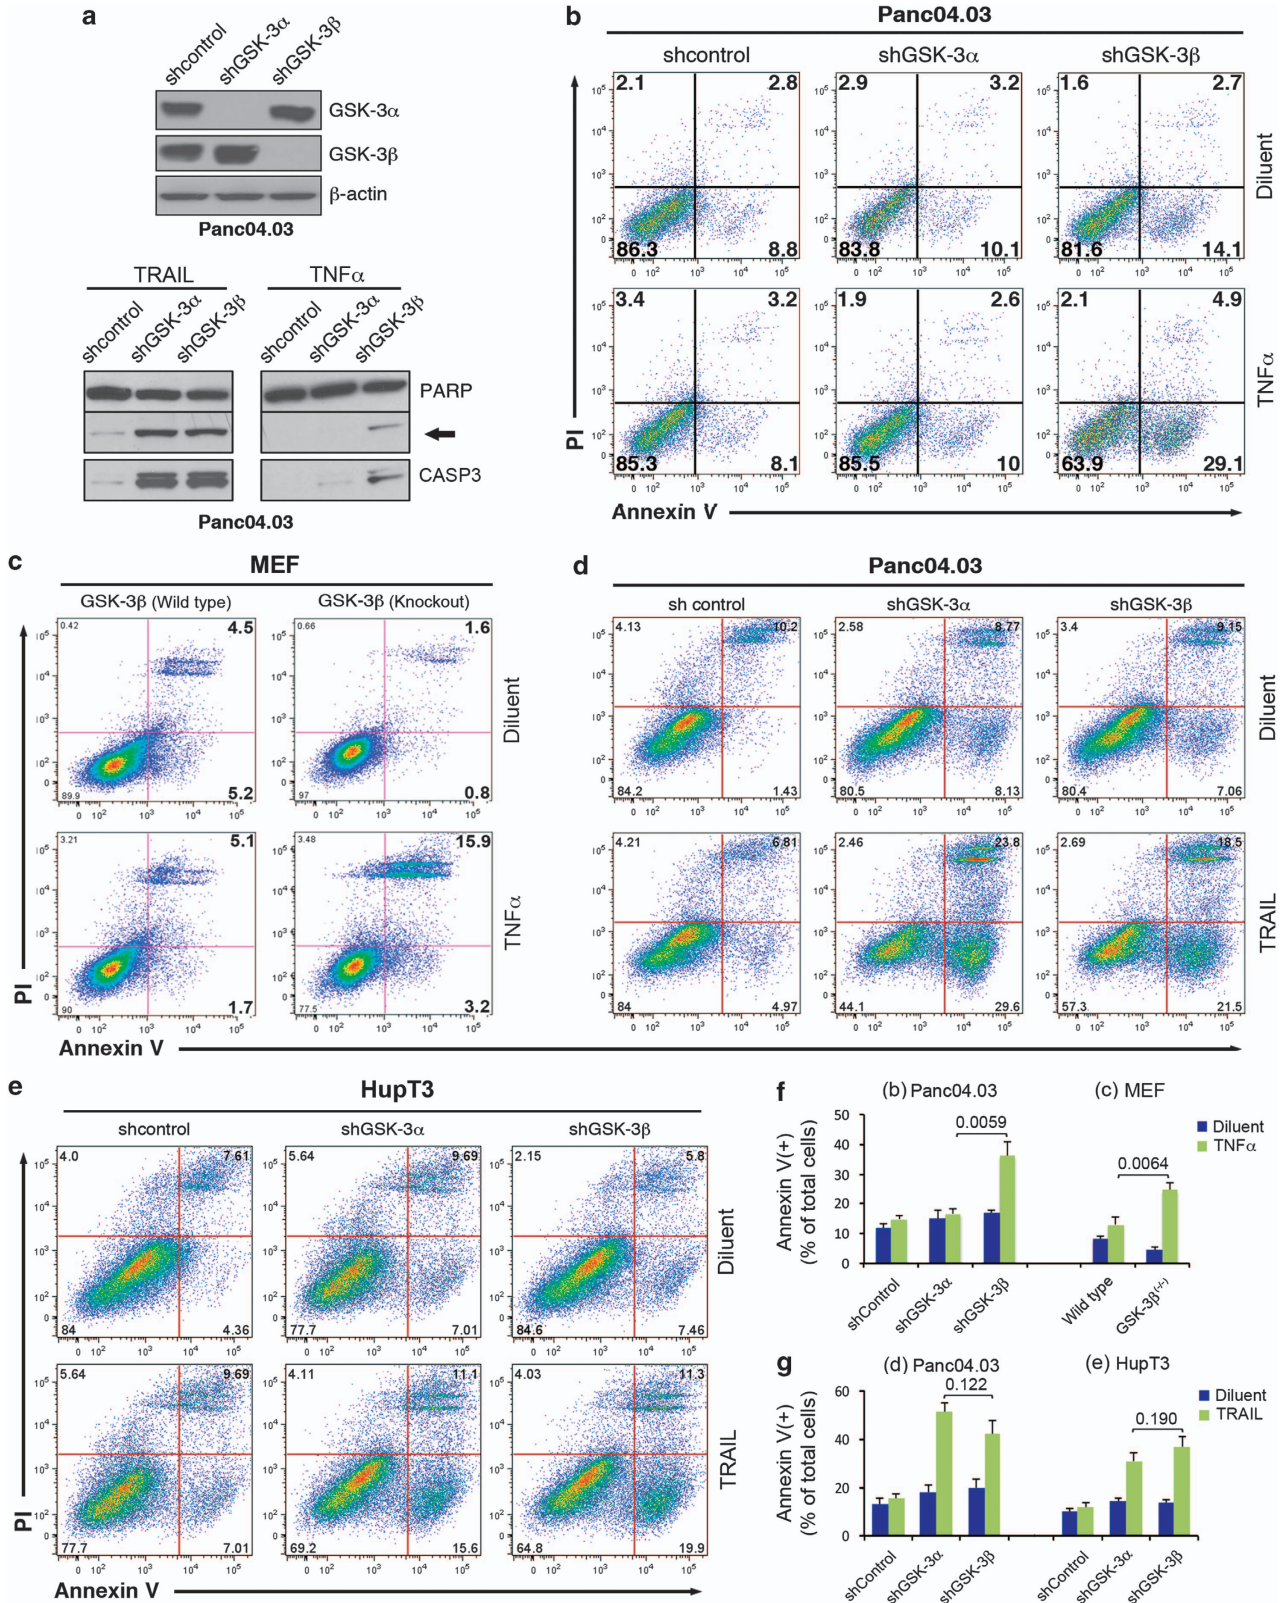 a
shcontrol
shGSK-3α
shGSK-3β
GSK-3α
GSK-3β
β-actin
Panc04.03
TRAIL
TNFα
shcontrol
shGSK-3α
shGSK-3β
shcontrol
shGSK-3α
shGSK-3β
PARP
CASP3
Panc04.03
b
Panc04.03
shcontrol
shGSK-3α
shGSK-3β
2.1 2.8
86.3 8.8
2.9 3.2
83.8 10.1
1.6 2.7
81.6 14.1
Diluent
3.4 3.2
85.3 8.1
1.9 2.6
85.5 10
2.1 4.9
63.9 29.1
TNFα
PI
Annexin V
c
MEF
GSK-3β (Wild type)
GSK-3β (Knockout)
0.42 4.5
89.9 5.2
0.66 1.6
97 0.8
Diluent
3.21 5.1
90 1.7
3.48 15.9
77.5 3.2
TNFα
PI
Annexin V
d
Panc04.03
sh control
shGSK-3α
shGSK-3β
4.13 10.2
84.2 1.43
2.58 8.77
80.5 8.13
3.4 9.15
80.4 7.06
Diluent
4.21 6.81
84 4.97
2.46 23.8
44.1 29.6
2.69 18.5
57.3 21.5
TRAIL
e
HupT3
shcontrol
shGSK-3α
shGSK-3β
4.0 7.61
84 4.36
5.64 9.69
77.7 7.01
2.15 5.8
84.6 7.46
Diluent
5.64 9.69
77.7 7.01
4.11 11.1
69.2 15.6
4.03 11.3
64.8 19.9
TRAIL
PI
Annexin V
f
(b) Panc04.03
(c) MEF
Annexin V(+)
(% of total cells)
50
40
30
20
10
0
0.0059
0.0064
Diluent
TNFα
shControl
shGSK-3α
shGSK-3β
Wild type
GSK-3β(-/-)
g
(d) Panc04.03
(e) HupT3
Annexin V(+)
(% of total cells)
60
40
20
0
0.122
0.190
Diluent
TRAIL
shControl
shGSK-3α
shGSK-3β
shControl
shGSK-3α
shGSK-3β